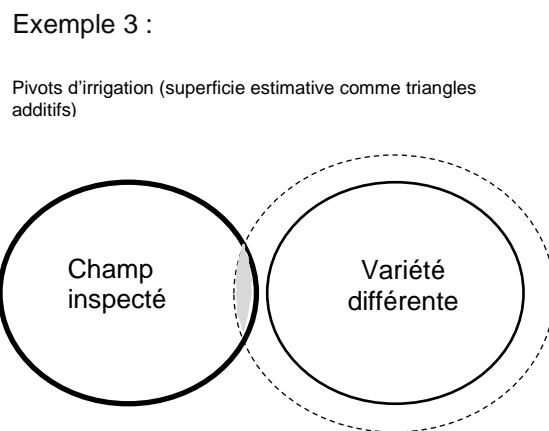 Exemple 3 :
Pivots d'irrigation (superficie estimative comme triangles
additifs)
Champ
inspecté
Variété
différente